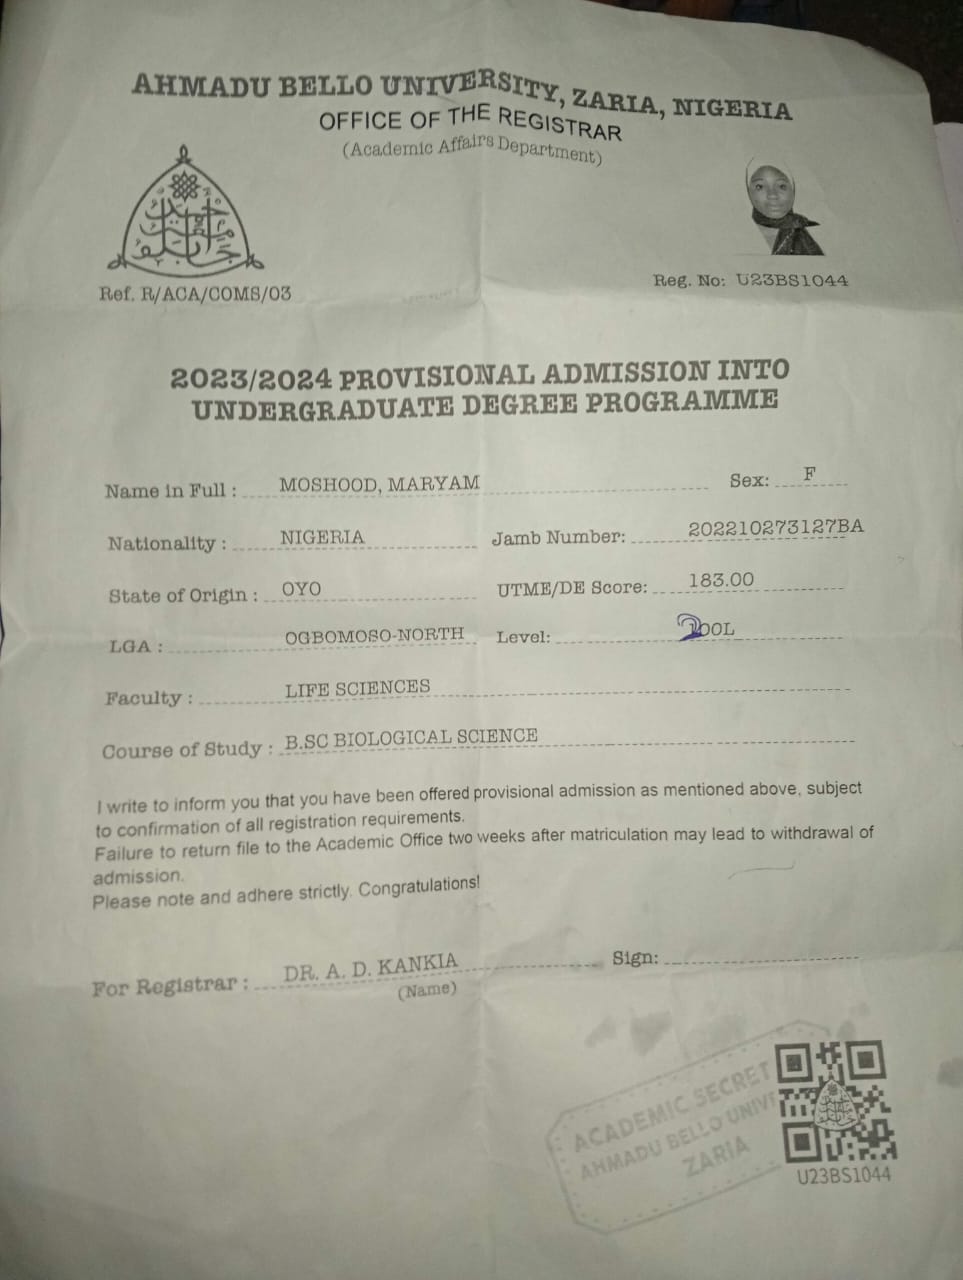 AHMADU BELLO UNIVERSITY, ZARIA, NIGERIA
OFFICE OF THE REGISTRAR
(Academic Affairs Department)
Ref. R/ACA/COMS/03
Reg. No: U23BS1044
2023/2024 PROVISIONAL ADMISSION INTO
UNDERGRADUATE DEGREE PROGRAMME
Name in Full : MOSHOOD, MARYAM Sex: F
Nationality : NIGERIA Jamb Number: 202210273127BA
State of Origin : OYO UTME/DE Score: 183.00
LGA : OGBOMOSO-NORTH Level: 200L
Faculty : LIFE SCIENCES
Course of Study : B.SC BIOLOGICAL SCIENCE
I write to inform you that you have been offered provisional admission as mentioned above, subject
to confirmation of all registration requirements.
Failure to return file to the Academic Office two weeks after matriculation may lead to withdrawal of
admission.
Please note and adhere strictly. Congratulations!
For Registrar : DR. A. D. KANKIA Sign:
(Name)
ACADEMIC SECRET
AHMADU BELLO UNIV
ZARIA
U23BS1044